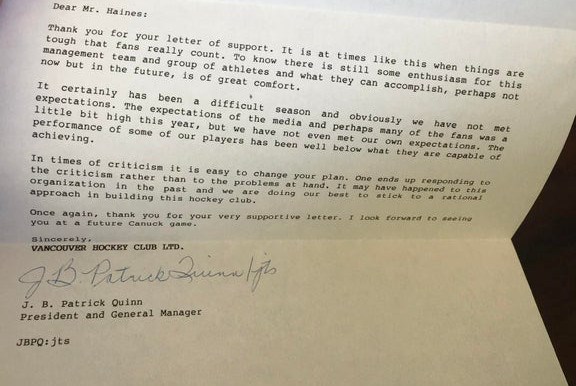 Dear Mr. Haines:
Thank you for your letter of support. It is at times like this when things are
tough that fans really count. To know there is still some enthusiasm for this
management team and group of athletes and what they can accomplish, perhaps not
now but in the future, is of great comfort.
It certainly has been a difficult season and obviously we have not met
expectations. The expectations of the media and perhaps many of the fans was a
little bit high this year, but we have not even met our own expectations. The
performance of some of our players has been well below what they are capable of
achieving.
In times of criticism it is easy to change your plan. One ends up responding to
the criticism rather than to the problems at hand. It may have happened to this
organization in the past and we are doing our best to stick to a rational
approach in building this hockey club.
Once again, thank you for your very supportive letter. I look forward to seeing
you at a future Canuck game.
Sincerely,
VANCOUVER HOCKEY CLUB LTD.
J. B. Patrick Quinn/jts
J. B. Patrick Quinn
President and General Manager
JBPQ:jts